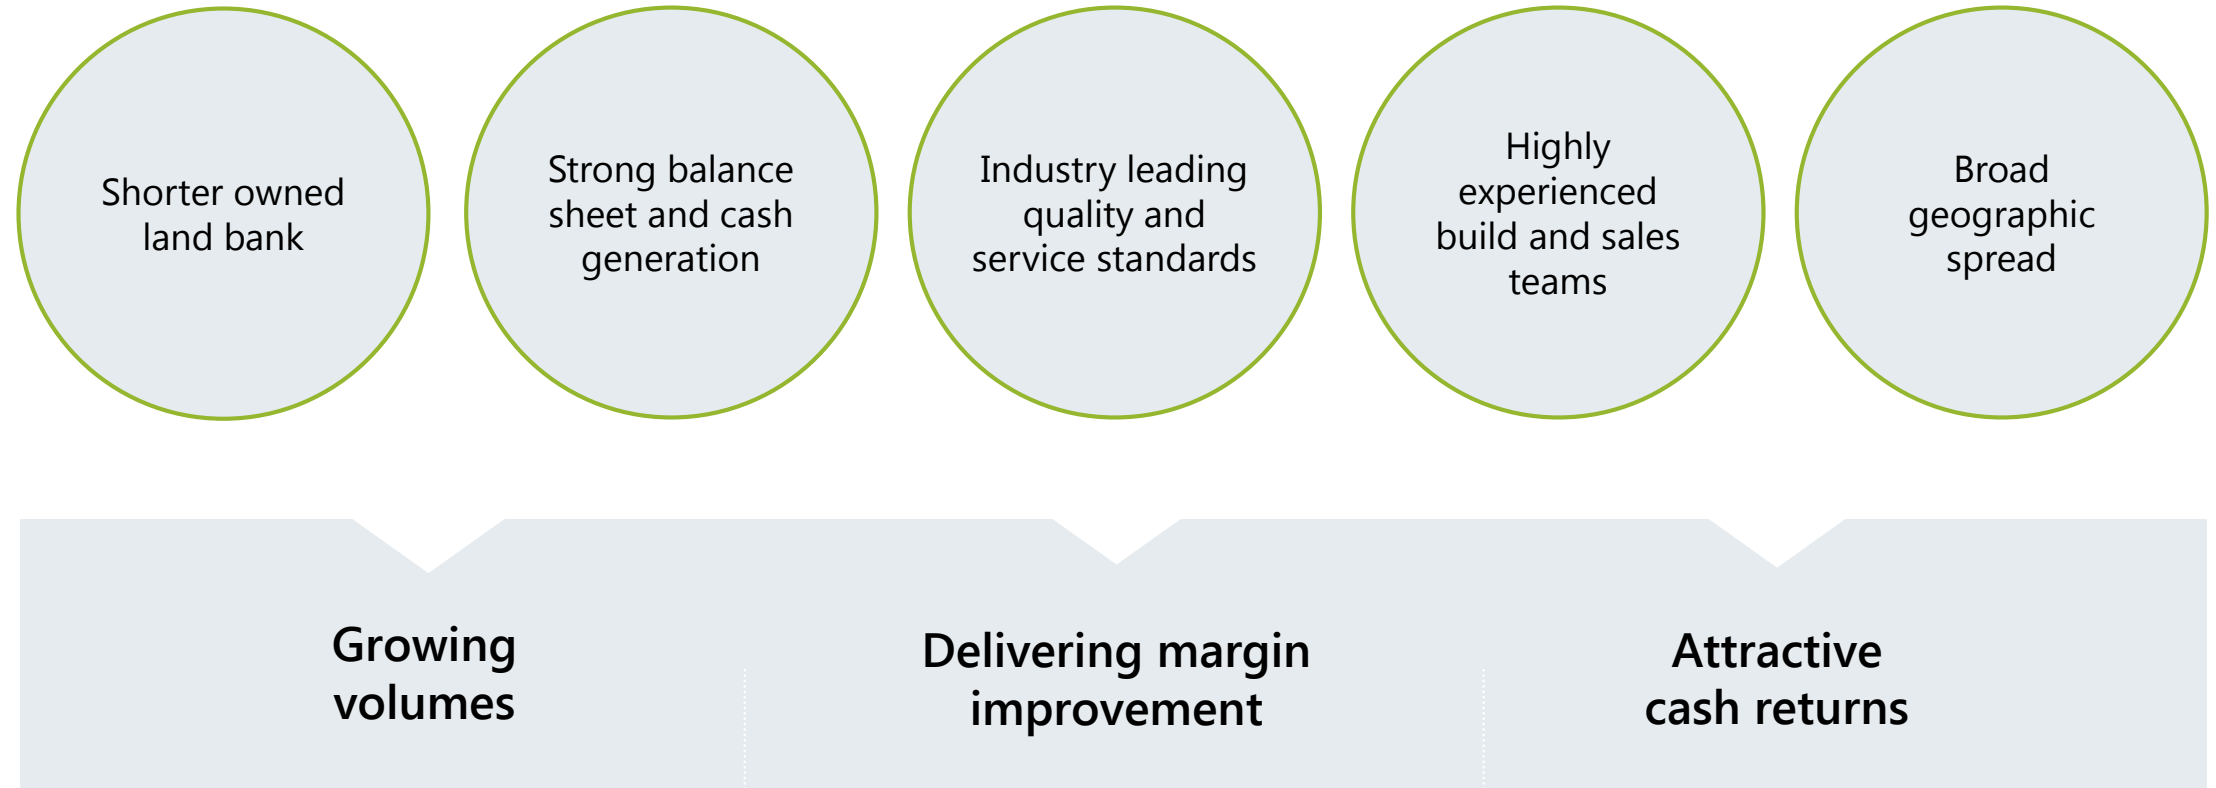 Shorter owned
land bank
Strong balance
sheet and cash
generation
Industry leading
quality and
service standards
Highly
experienced
build and sales
teams
Broad
geographic
spread
Growing
volumes
Delivering margin
improvement
Attractive
cash returns